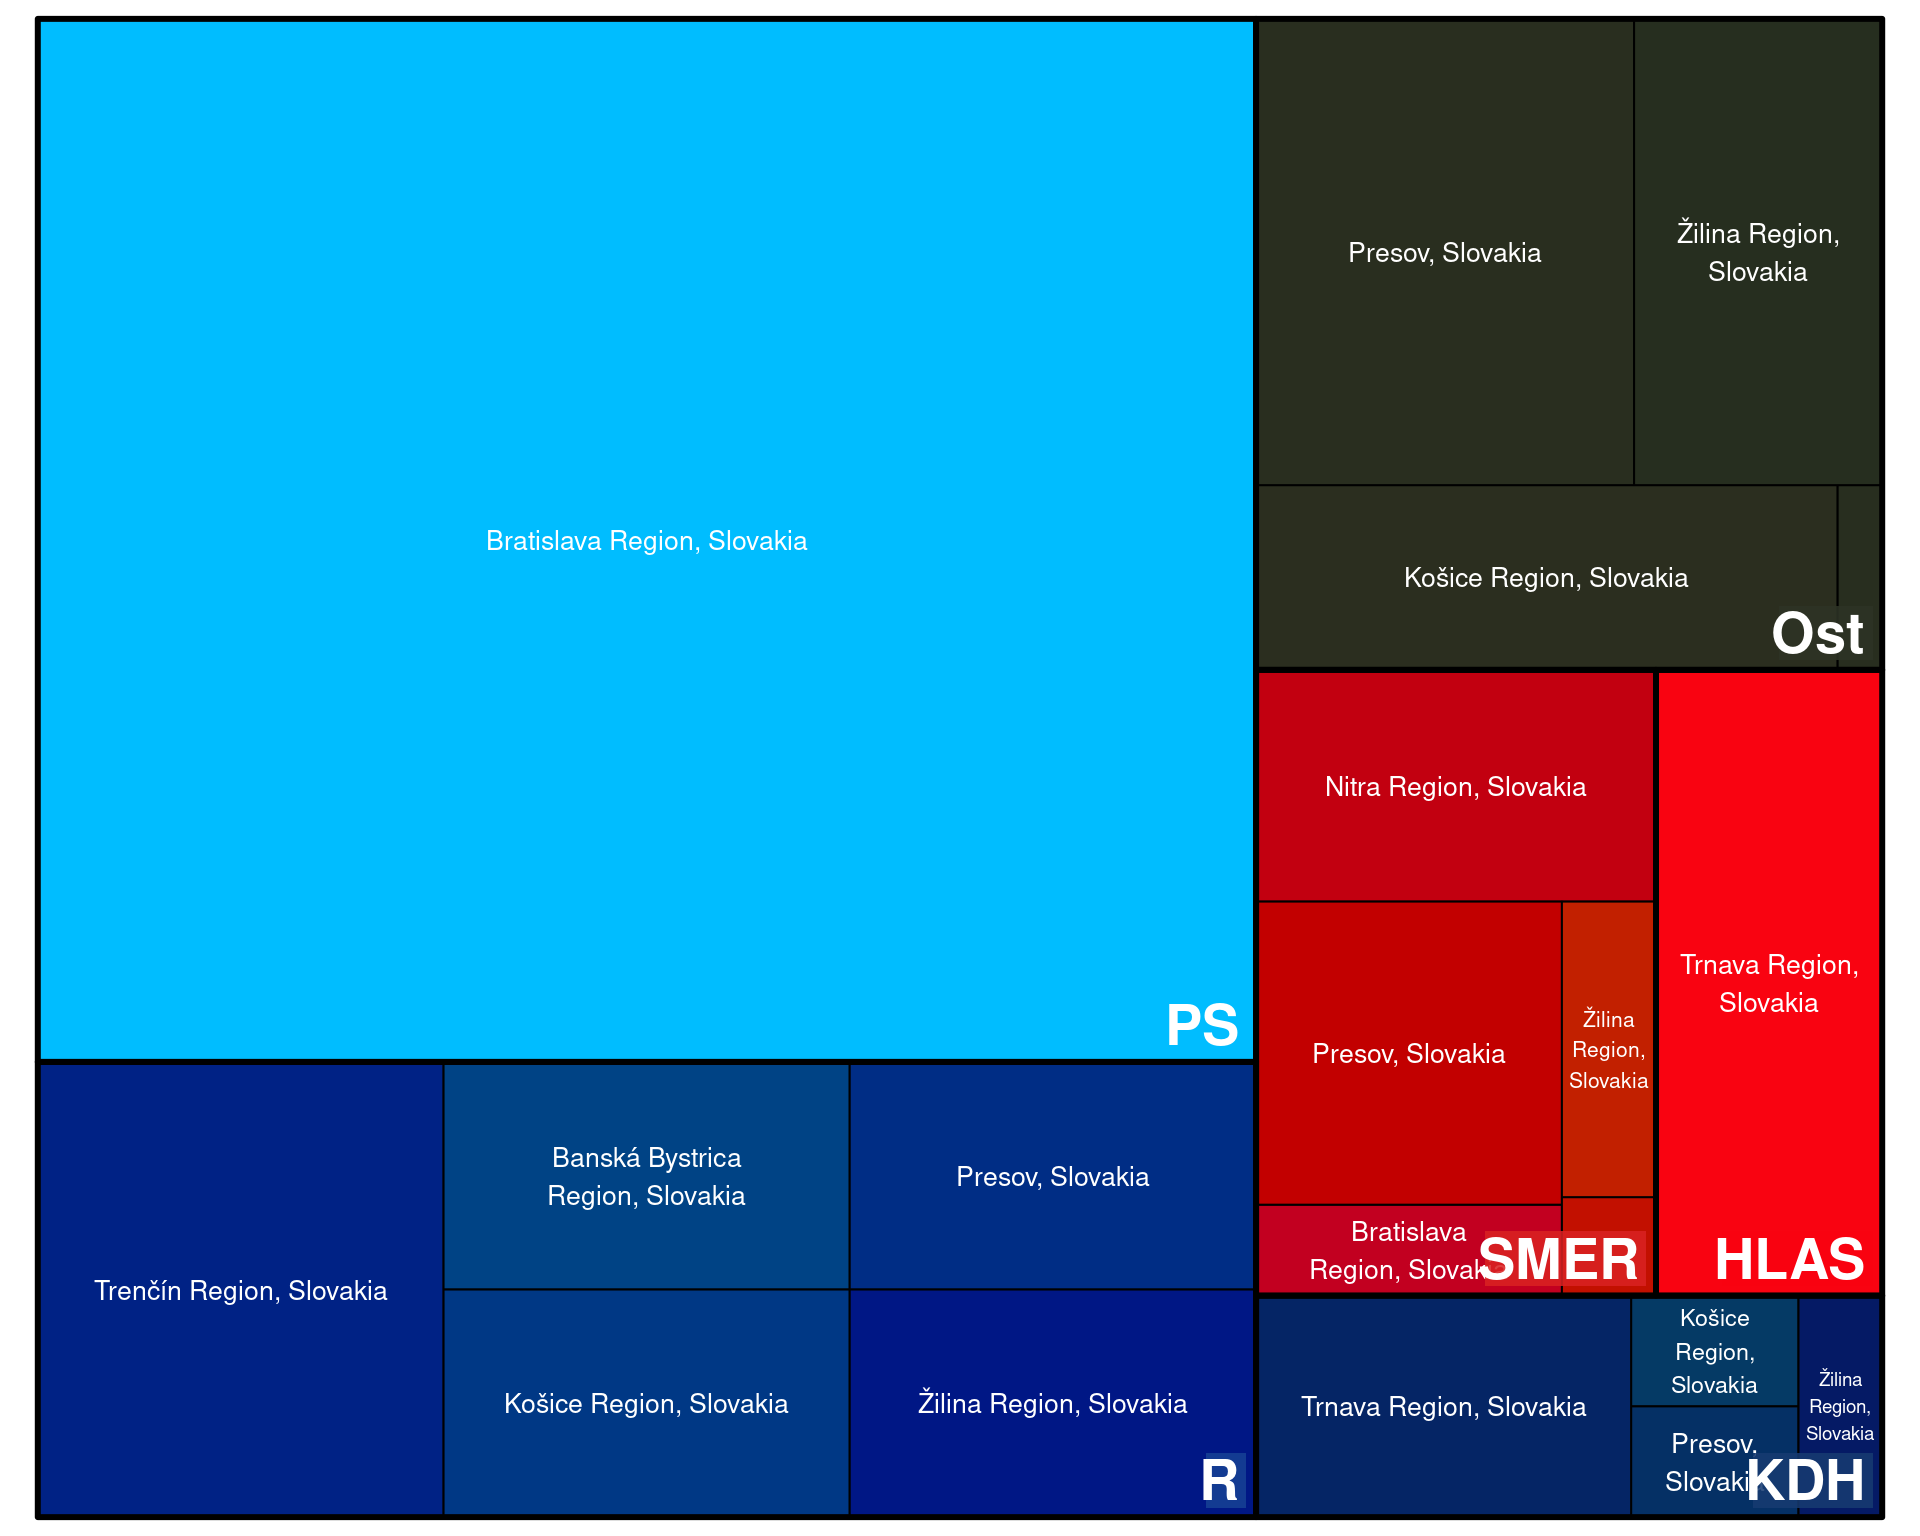 Bratislava Region, Slovakia
PS
Trenčín Region, Slovakia
Banská Bystrica
Region, Slovakia
Presov, Slovakia
Košice Region, Slovakia
Žilina Region, Slovakia
R
Presov, Slovakia
Žilina Region,
Slovakia
Košice Region, Slovakia
Ost
Nitra Region, Slovakia
Presov, Slovakia
Žilina
Region,
Slovakia
Bratislava
Region, Slovakia
SMER
Trnava Region,
Slovakia
HLAS
Trnava Region, Slovakia
Košice
Region,
Slovakia
Presov,
Slovakia
Žilina
Region,
Slovakia
KDH